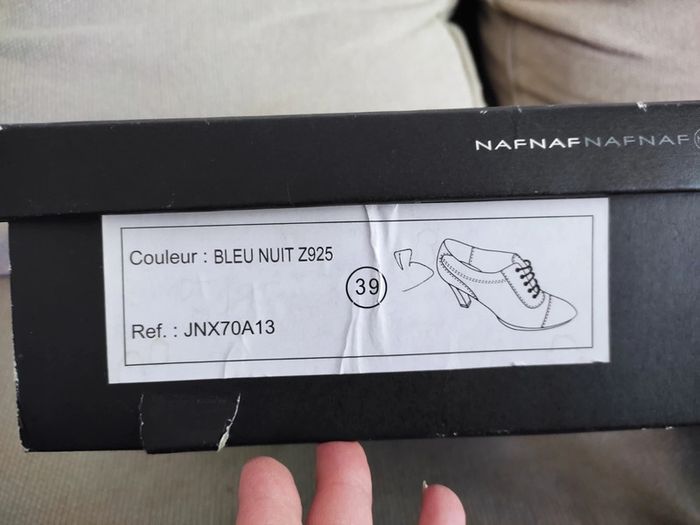 NAFNAFNAFNAF
Couleur : BLEU NUIT Z925
39
Ref. : JNX70A13